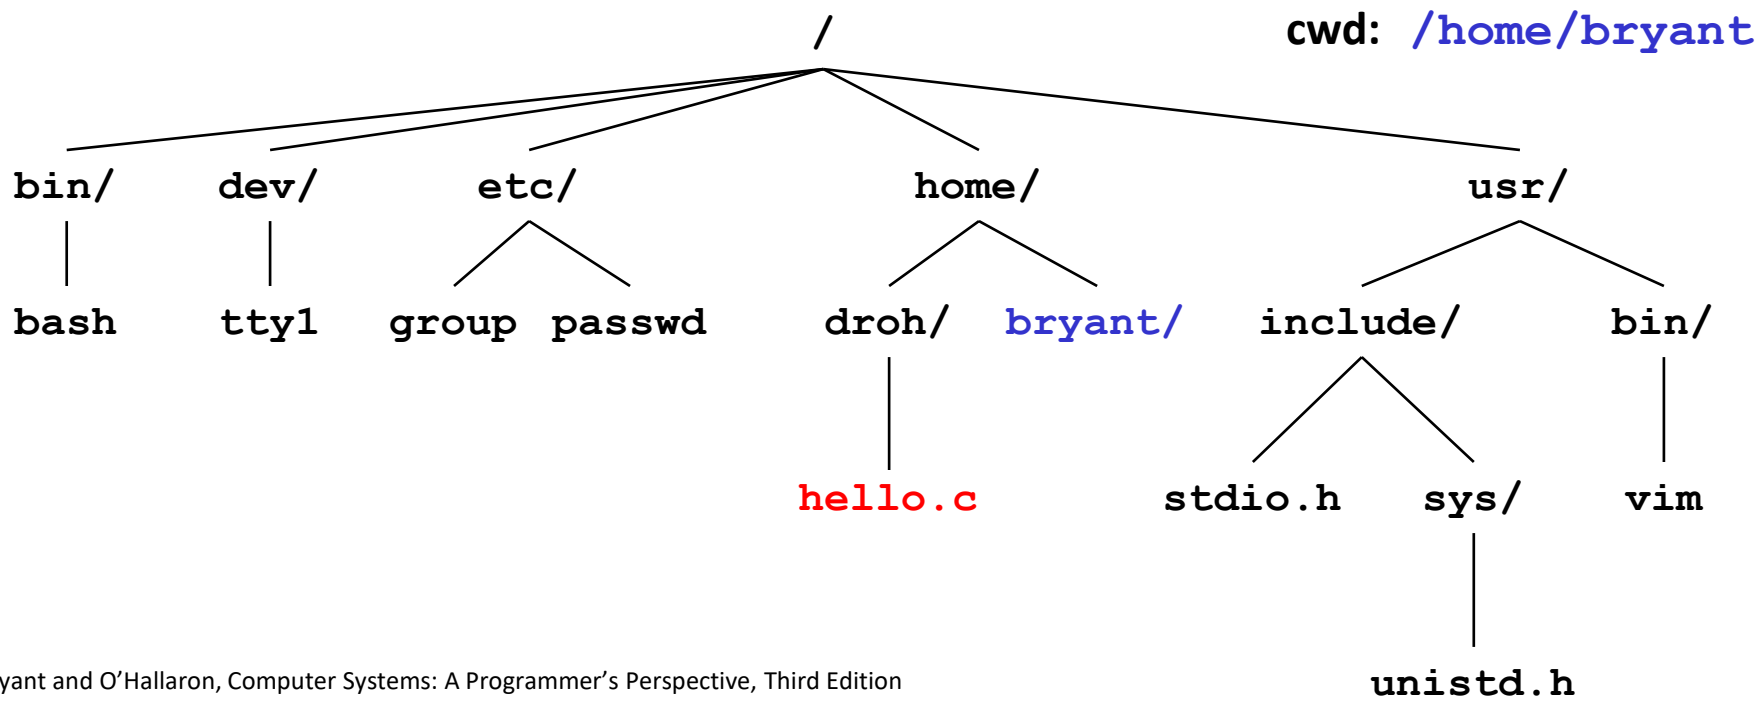 /
cwd: /home/bryant
bin/ dev/ etc/ home/ usr/
bash tty1 group passwd droh/ bryant/ include/ bin/
hello.c stdio.h sys/ vim
unistd.h
and O’Hallaron, Computer Systems: A Programmer’s Perspective, Third Edition